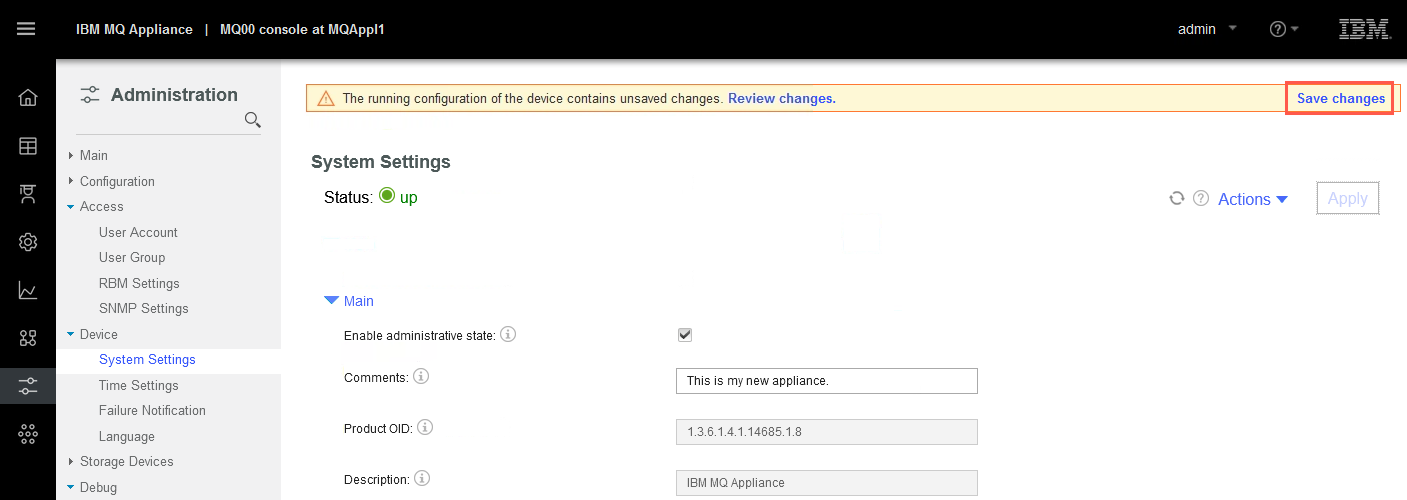 IBM MQ Appliance | MQ00 console at MQAppl1
admin
?
IBM
Administration
The running configuration of the device contains unsaved changes. Review changes.
Save changes
Main
Configuration
Access
User Account
User Group
RBM Settings
SNMP Settings
Device
System Settings
Time Settings
Failure Notification
Language
Storage Devices
Debug
System Settings
Status: up
? Actions
Apply
Main
Enable administrative state:
Comments:
This is my new appliance.
Product OID:
1.3.6.1.4.1.14685.1.8
Description:
IBM MQ Appliance